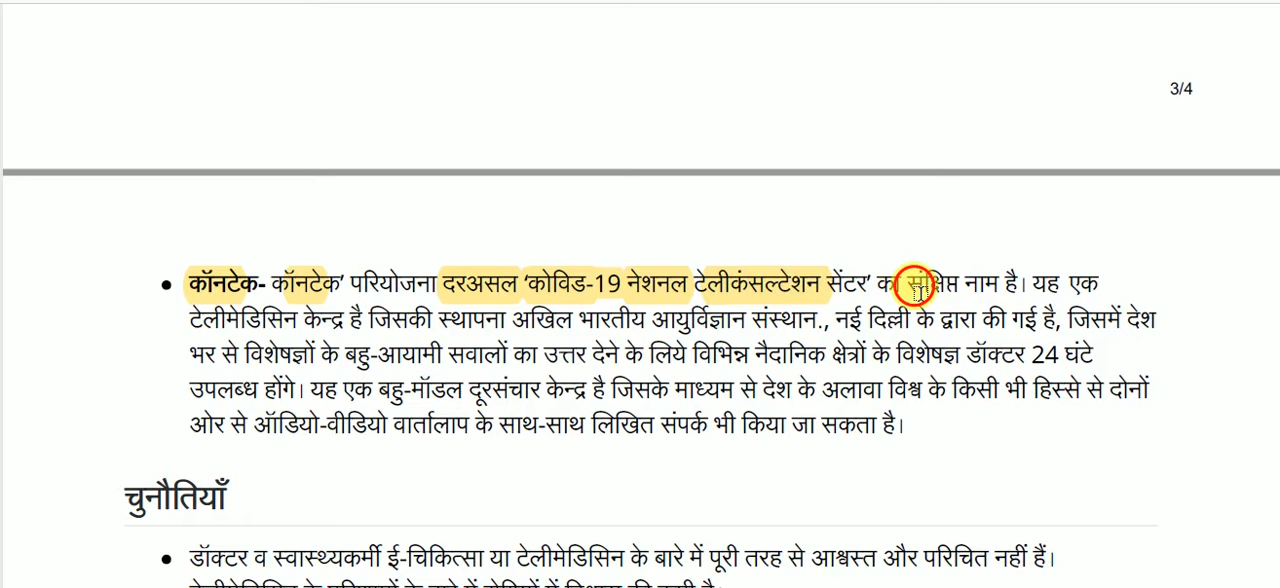 3/4
कॉनटेक- कॉनटेक’ परियोजना दरअसल ‘कोविड-19 नेशनल टेलीकंसल्टेशन सेंटर’ का संक्षिप्त नाम है। यह एक
टेलीमेडिसिन केन्द्र है जिसकी स्थापना अखिल भारतीय आयुर्विज्ञान संस्थान., नई दिल्ली के द्वारा की गई है, जिसमें देश
भर से विशेषज्ञों के बहु-आयामी सवालों का उत्तर देने के लिये विभिन्न नैदानिक क्षेत्रों के विशेषज्ञ डॉक्टर 24 घंटे
उपलब्ध होंगे। यह एक बहु-मॉडल दूरसंचार केन्द्र है जिसके माध्यम से देश के अलावा विश्व के किसी भी हिस्से से दोनों
ओर से ऑडियो-वीडियो वार्तालाप के साथ-साथ लिखित संपर्क भी किया जा सकता है।
चुनौतियाँ
डॉक्टर व स्वास्थ्यकर्मी ई-चिकित्सा या टेलीमेडिसिन के बारे में पूरी तरह से आश्वस्त और परिचित नहीं हैं।